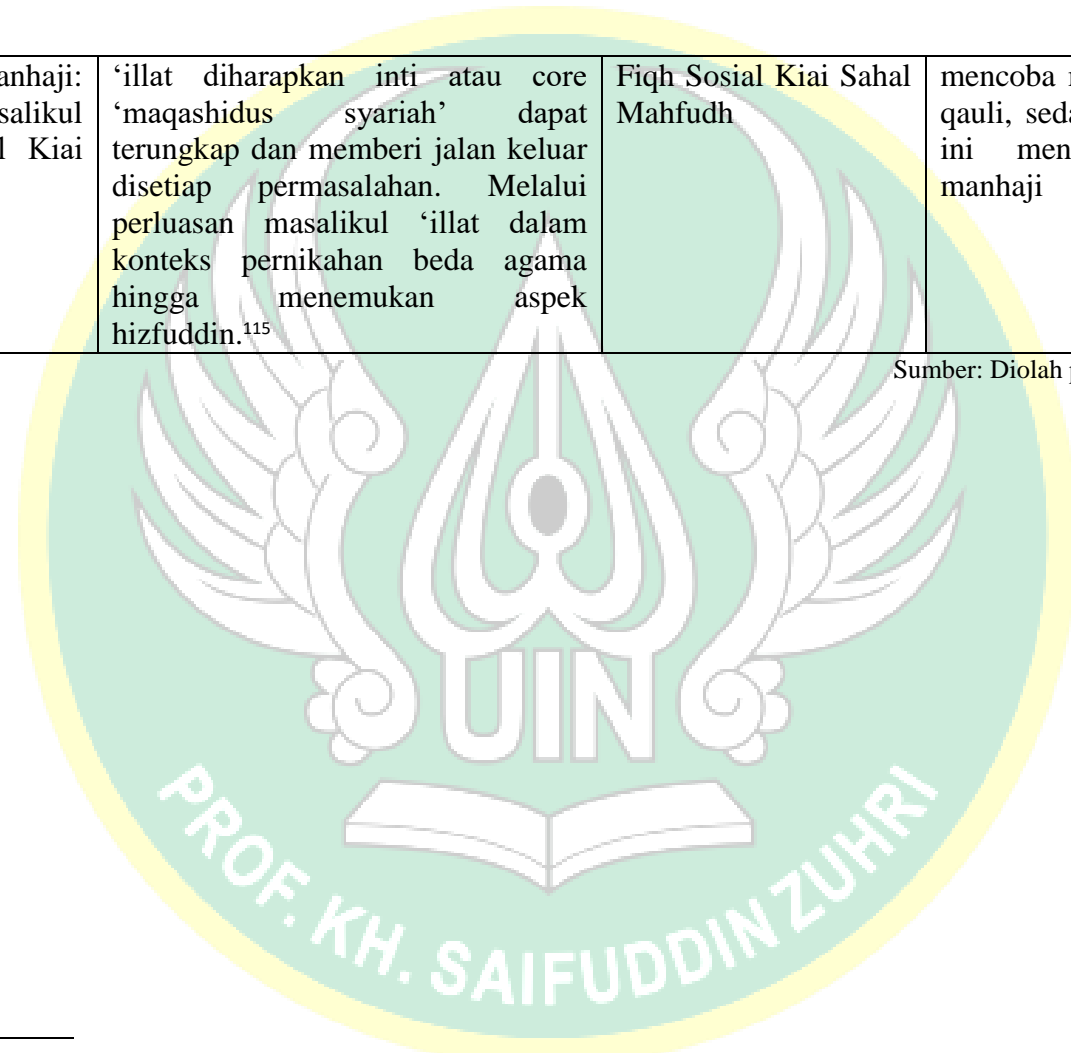 anhaji:
salikul
Kiai
‘illat diharapkan inti atau core
‘maqashidus syariah’ dapat
terungkap dan memberi jalan keluar
disetiap permasalahan. Melalui
perluasan masalikul ‘illat dalam
konteks pernikahan beda agama
hingga menemukan aspek
hizfuddin.¹¹⁵
Fiqh Sosial Kiai Sahal
Mahfudh
mencoba
qauli,
ini
manhaji
Sumber: Diolah
UIN
PROF. KH. SAIFUDDIN ZUHRI